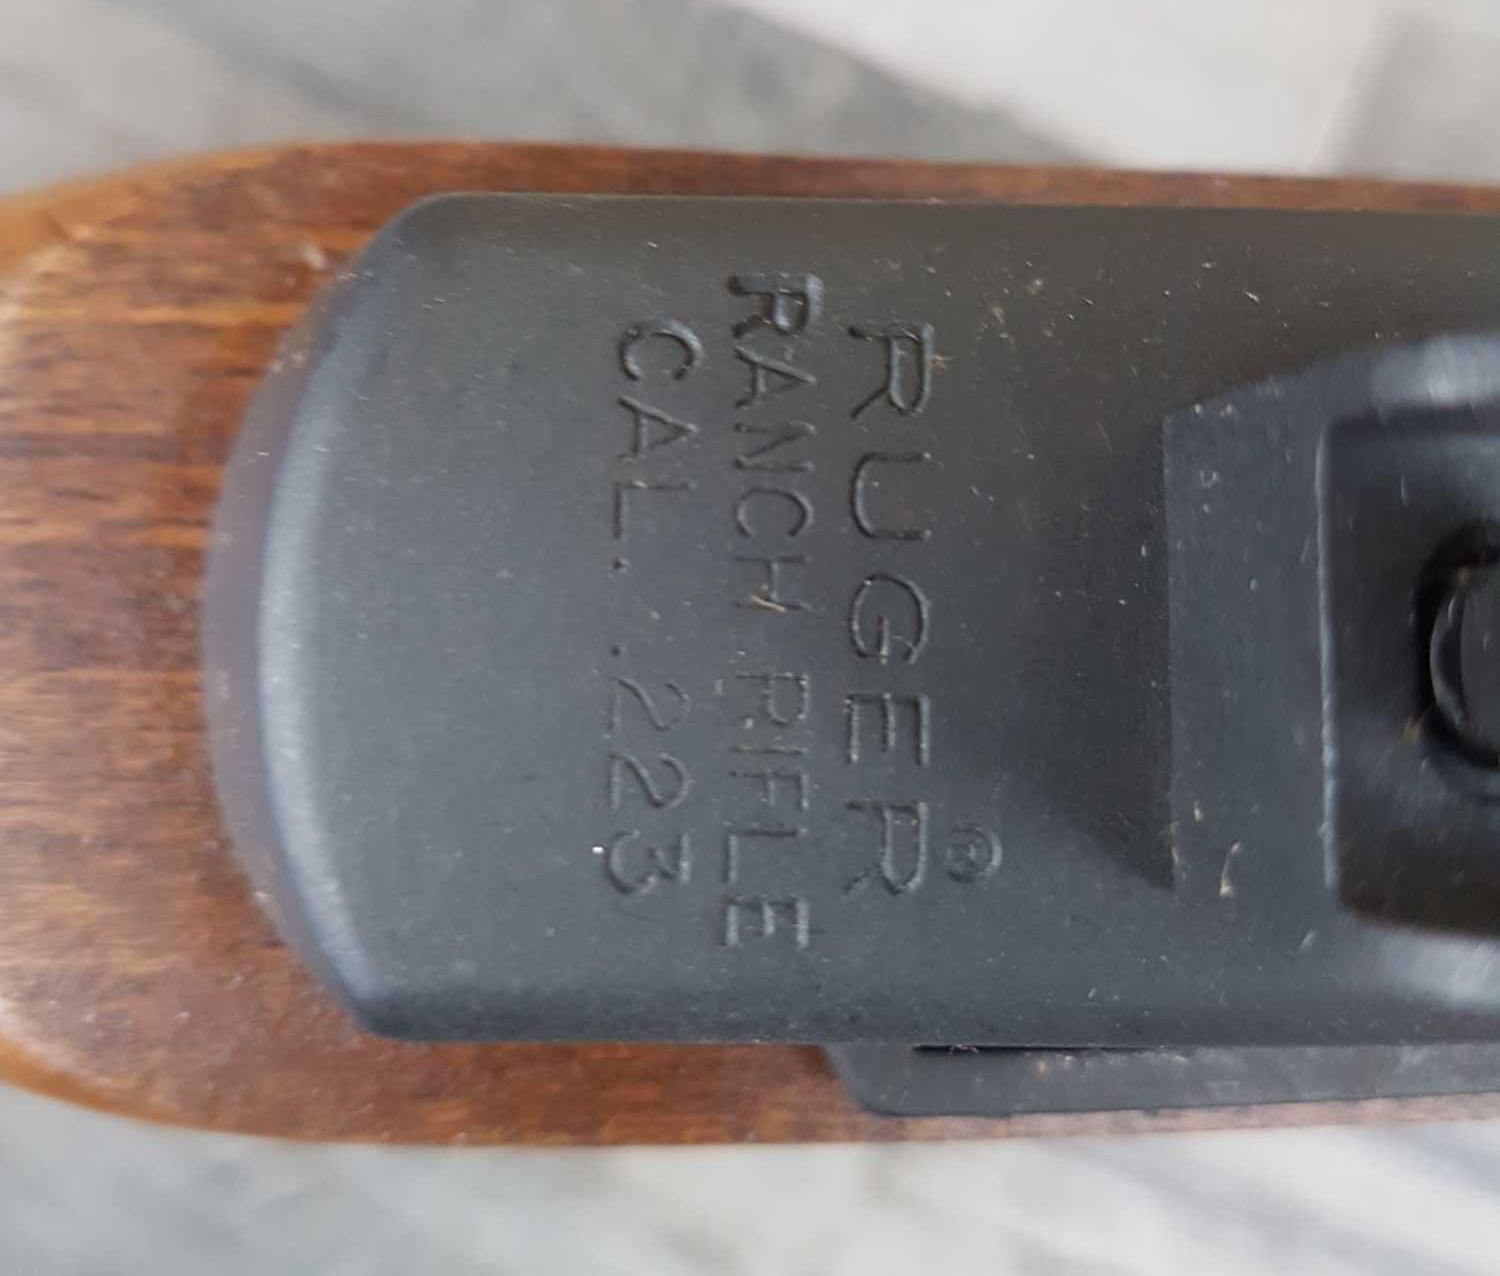 RUGER®
RANCH RIFLE
CAL. .223